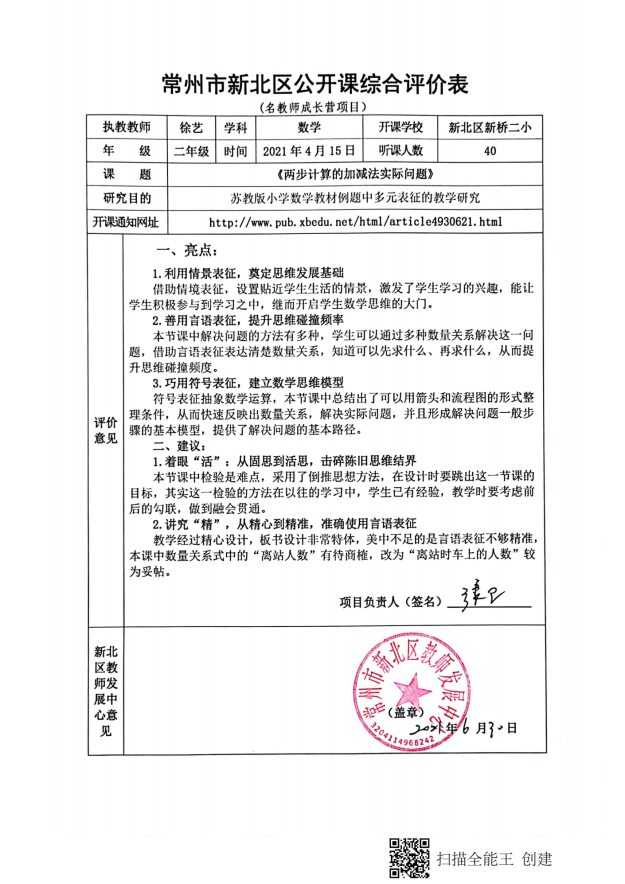 常州市新北区公开课综合评价表
(名教师成长营项目)
执教教师 徐艺 学科 数学 开课学校 新北区新桥二小
年 级 二年级 时间 2021 年 4 月 15 日 听课人数 40
课 题 《两步计算的加减法实际问题》
研究目的 苏教版小学数学教材例题中多元表征的教学研究
开课通知网址 http://www.pub.xbedu.net/html/article4930621.html
评价
意见
一、亮点：
1.利用情景表征，奠定思维发展基础
借助情境表征，设置贴近学生生活的情景，激发了学生学习的兴趣，能让
学生积极参与到学习之中，继而开启学生数学思维的大门。
2.善用言语表征，提升思维碰撞频率
本节课中解决问题的方法有多种，学生可以通过多种数量关系解决这一问
题，借助言语表征表达清楚数量关系，知道可以先求什么、再求什么，从而提
升思维碰撞频度。
3.巧用符号表征，建立数学思维模型
符号表征抽象数学运算，本节课中总结出了可以用箭头和流程图的形式整
理条件，从而快速反映出数量关系，解决实际问题，并且形成解决问题一般步
骤的基本模型，提供了解决问题的基本路径。
二、建议：
1.着眼“活”：从固思到活思，击碎陈旧思维结界
本节课中检验是难点，采用了倒推思想方法，在设计时要跳出这一节课的
目标，其实这一检验的方法在以往的学习中，学生已有经验，教学时要考虑前
后的勾联，做到融会贯通。
2.讲究“精”，从精心到精准，准确使用言语表征
教学经过精心设计，板书设计非常特体，美中不足的是言语表征不够精准，
本课中数量关系式中的“离站人数”有待商榷，改为“离站时车上的人数”较
为妥帖。
项目负责人（签名）
新北
区教
师发
展中
心意
见
常州市新北区教师发展中心
（盖章）
2021年 6 月30日
3204114968242
扫描全能王 创建